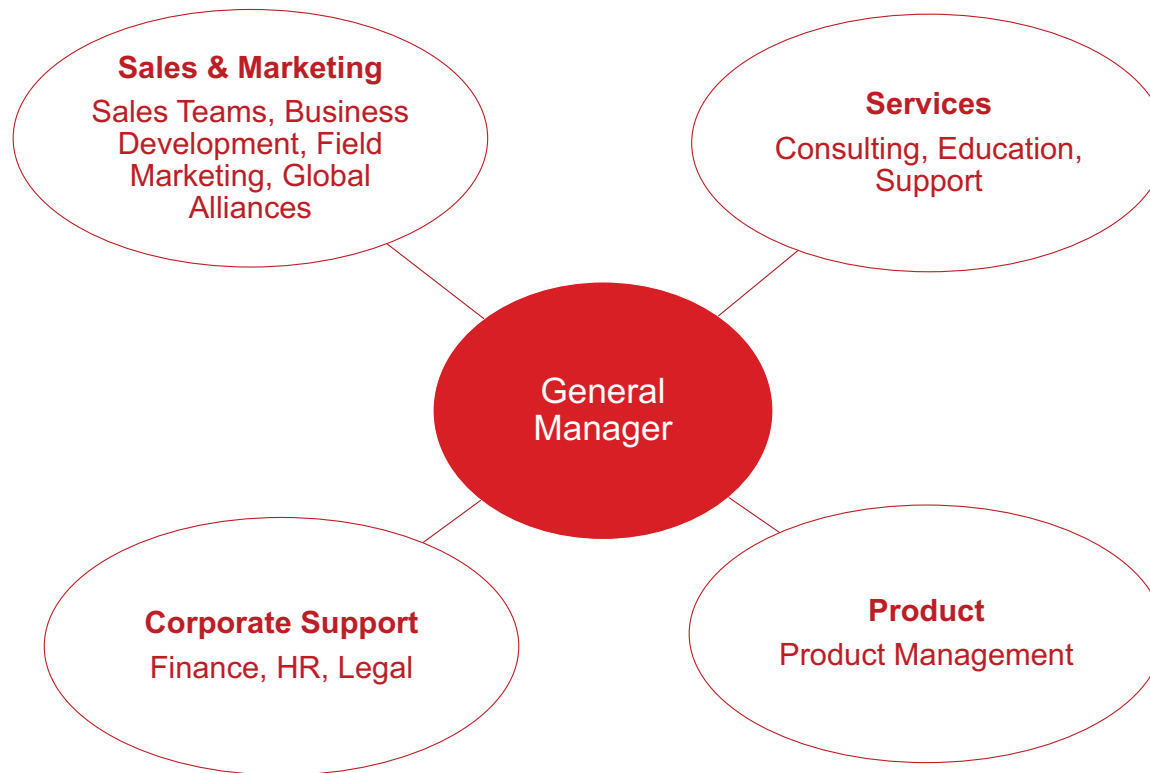 Sales & Marketing
Sales Teams, Business
Development, Field
Marketing, Global
Alliances
Services
Consulting, Education,
Support
General
Manager
Corporate Support
Finance, HR, Legal
Product
Product Management